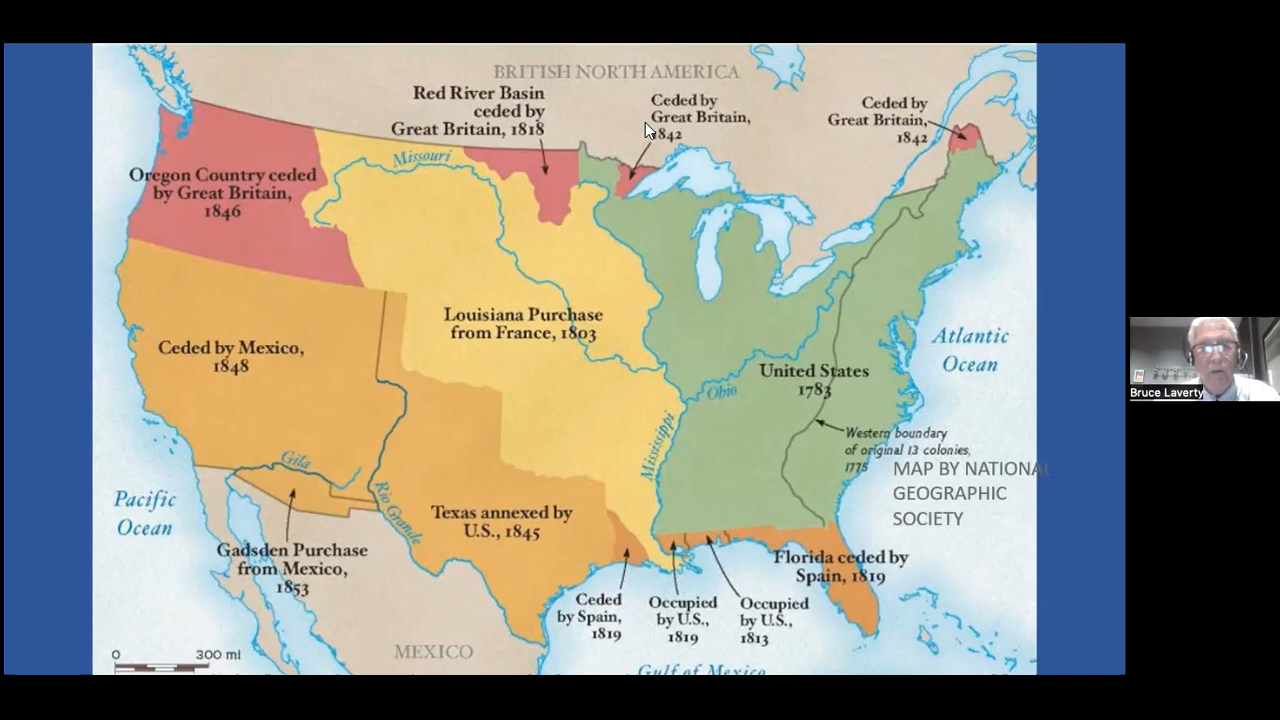 BRITISH NORTH AMERICA
Red River Basin
ceded by
Great Britain, 1818
Ceded by
Great Britain,
1842
Ceded by
Great Britain,
1842
Missouri
Oregon Country ceded
by Great Britain,
1846
Louisiana Purchase
from France, 1803
Ceded by Mexico,
1848
Atlantic
Ocean
United States
1783
Ohio
Mississippi
Western boundary
of original 13 colonies,
1775
MAP BY NATIONAL
GEOGRAPHIC
SOCIETY
Gila
Rio Grande
Pacific
Ocean
Texas annexed by
U.S., 1845
Gadsden Purchase
from Mexico,
1853
Florida ceded by
Spain, 1819
Ceded
by Spain,
1819
Occupied
by U.S.,
1819
Occupied
by U.S.,
1813
MEXICO
0 300 mi
Gulf of Mexico
Bruce Laverty